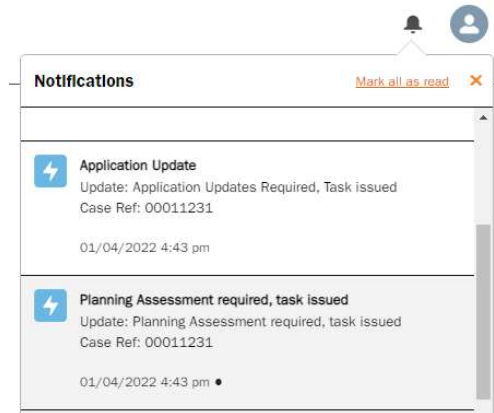 Notifications
Mark all as read
Application Update
Update: Application Updates Required, Task issued
Case Ref: 00011231
01/04/2022 4:43 pm
Planning Assessment required, task issued
Update: Planning Assessment required, task issued
Case Ref: 00011231
01/04/2022 4:43 pm